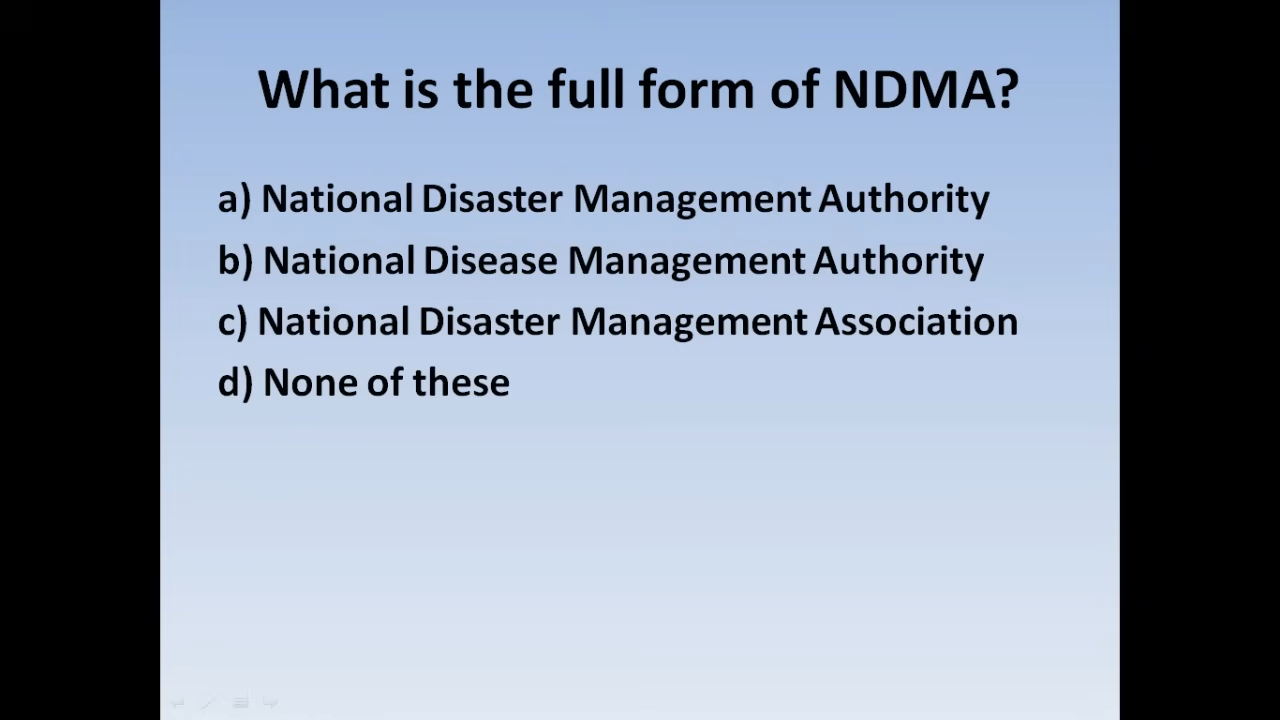 What is the full form of NDMA?
a) National Disaster Management Authority
b) National Disease Management Authority
c) National Disaster Management Association
d) None of these